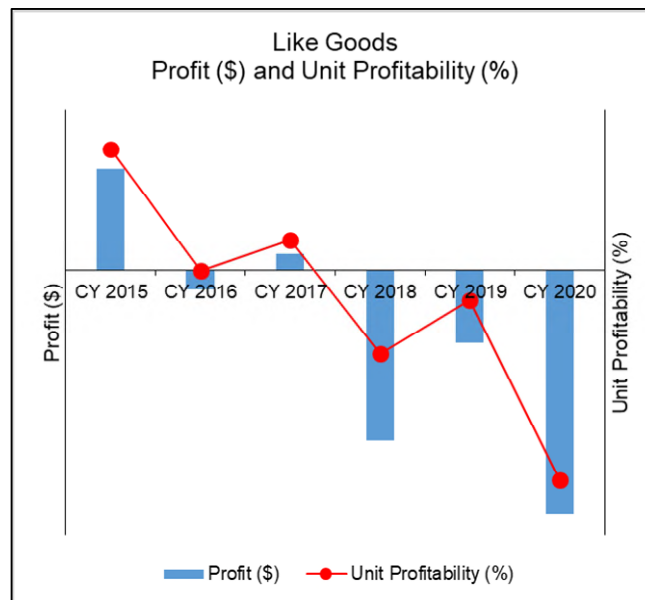 Like Goods
Profit ($) and Unit Profitability (%)
Profit ($)
CY 2015 CY 2016 CY 2017 CY 2018 CY 2019 CY 2020
Unit Profitability (%)
Profit ($) Unit Profitability (%)